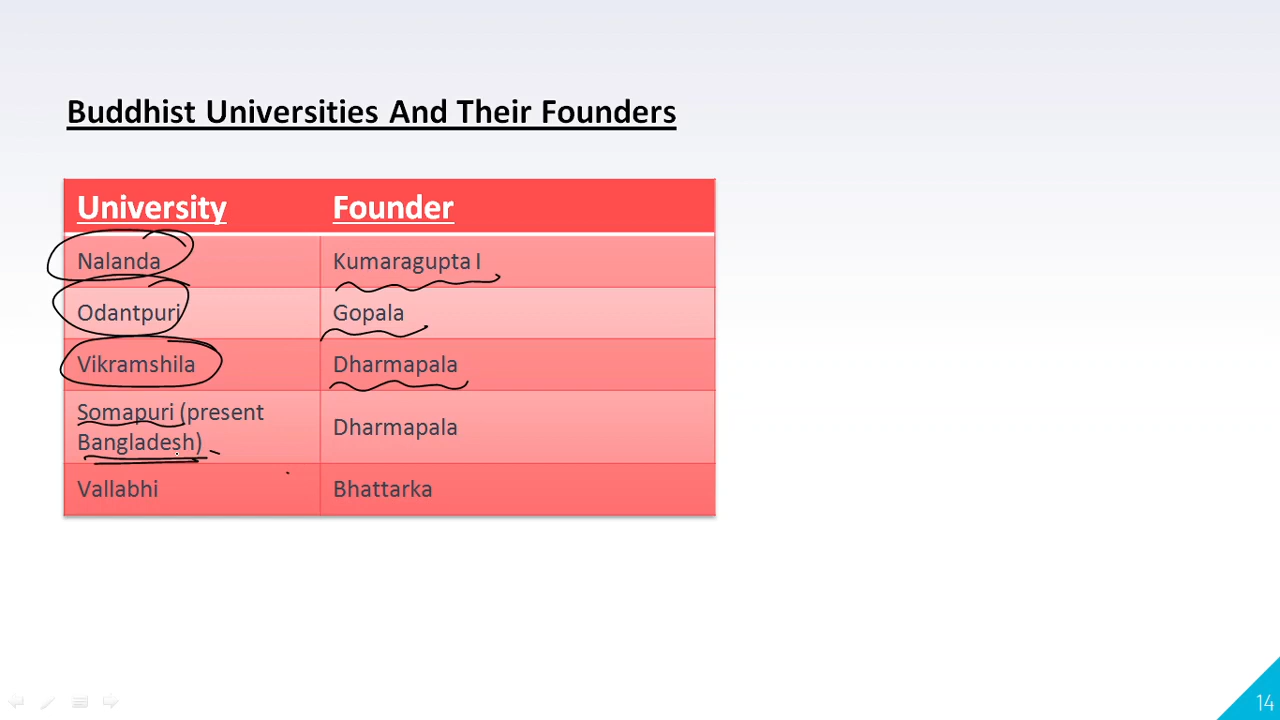 Buddhist Universities And Their Founders
University Founder
Nalanda Kumaragupta I
Odantpuri Gopala
Vikramshila Dharmapala
Somapuri (present
Bangladesh) Dharmapala
Vallabhi Bhattarka
14